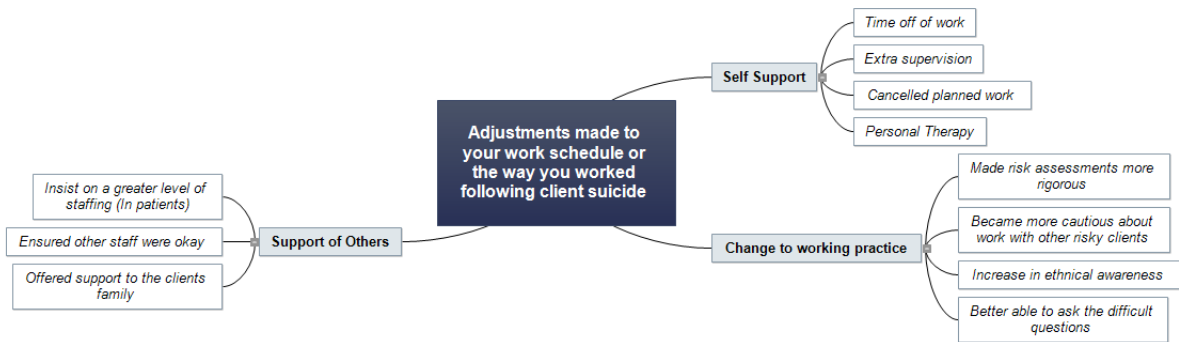 Adjustments made to
your work schedule or
the way you worked
following client suicide
Self Support
Time off of work
Extra supervision
Cancelled planned work
Personal Therapy
Change to working practice
Made risk assessments more
rigorous
Became more cautious about
work with other risky clients
Increase in ethnical awareness
Better able to ask the difficult
questions
Support of Others
Insist on a greater level of
staffing (In patients)
Ensured other staff were okay
Offered support to the clients
family